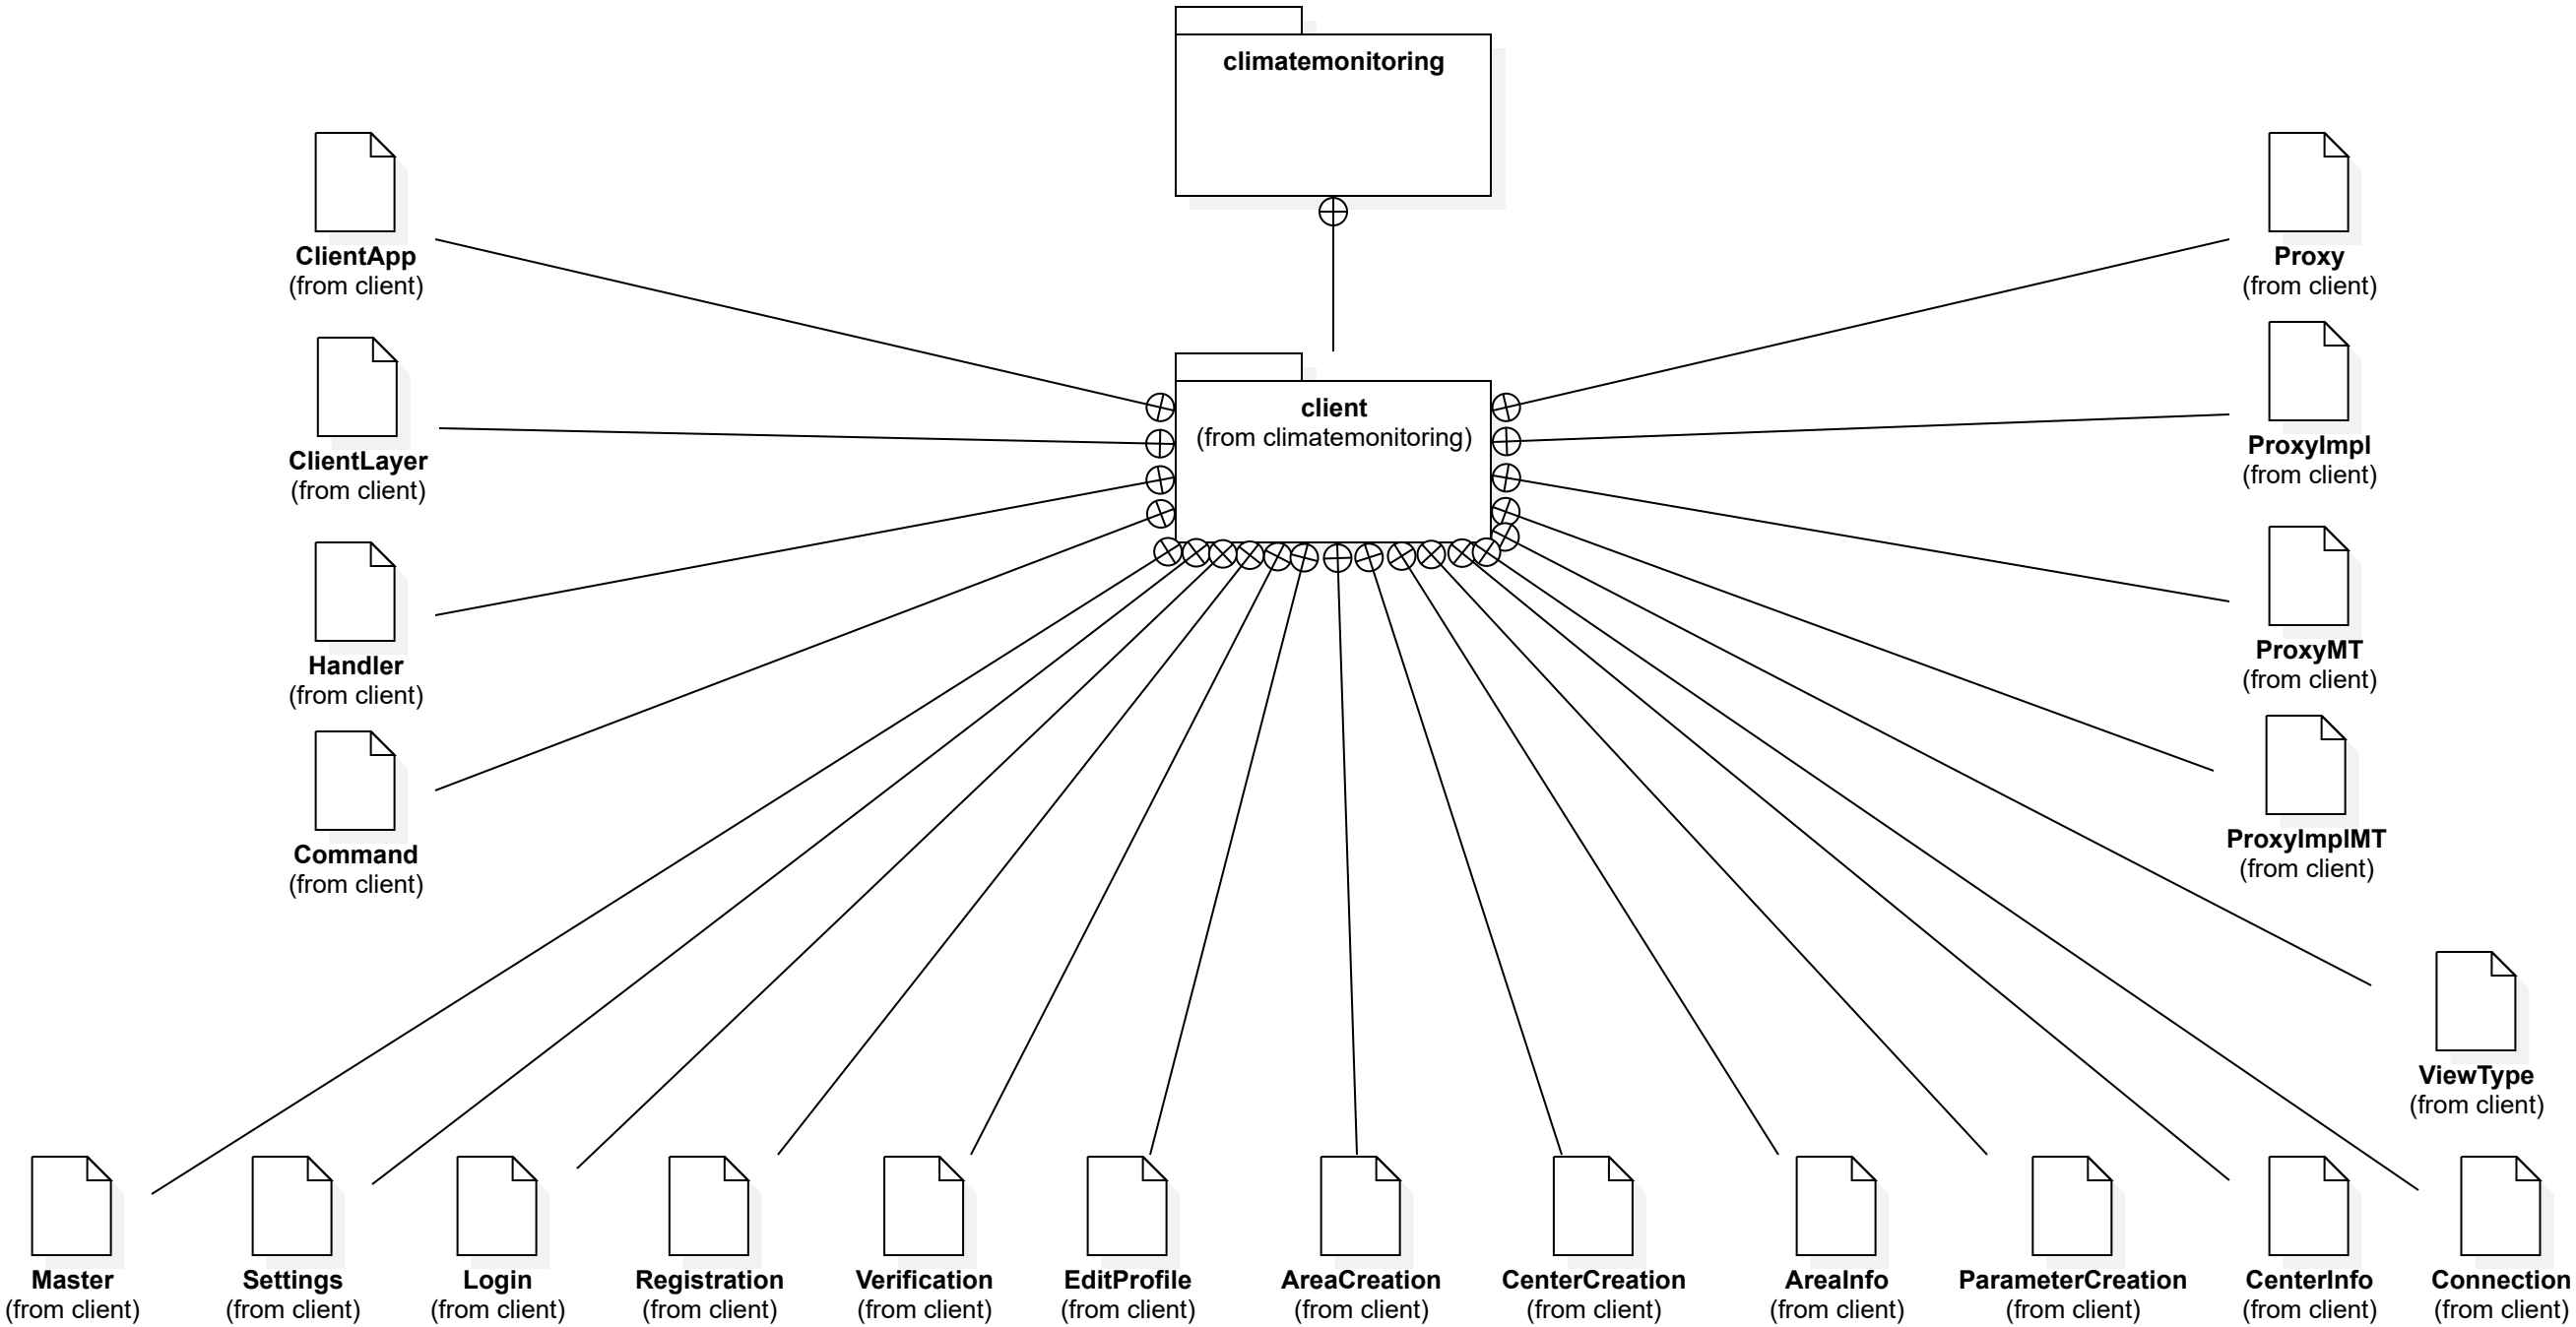 climatemonitoring
ClientApp
(from client)
Proxy
(from client)
client
(from climatemonitoring)
ClientLayer
(from client)
ProxyImpl
(from client)
Handler
(from client)
ProxyMT
(from client)
Command
(from client)
ProxyImplMT
(from client)
ViewType
(from client)
Master
(from client)
Settings
(from client)
Login
(from client)
Registration
(from client)
Verification
(from client)
EditProfile
(from client)
AreaCreation
(from client)
CenterCreation
(from client)
AreaInfo
(from client)
ParameterCreation
(from client)
CenterInfo
(from client)
Connection
(from client)